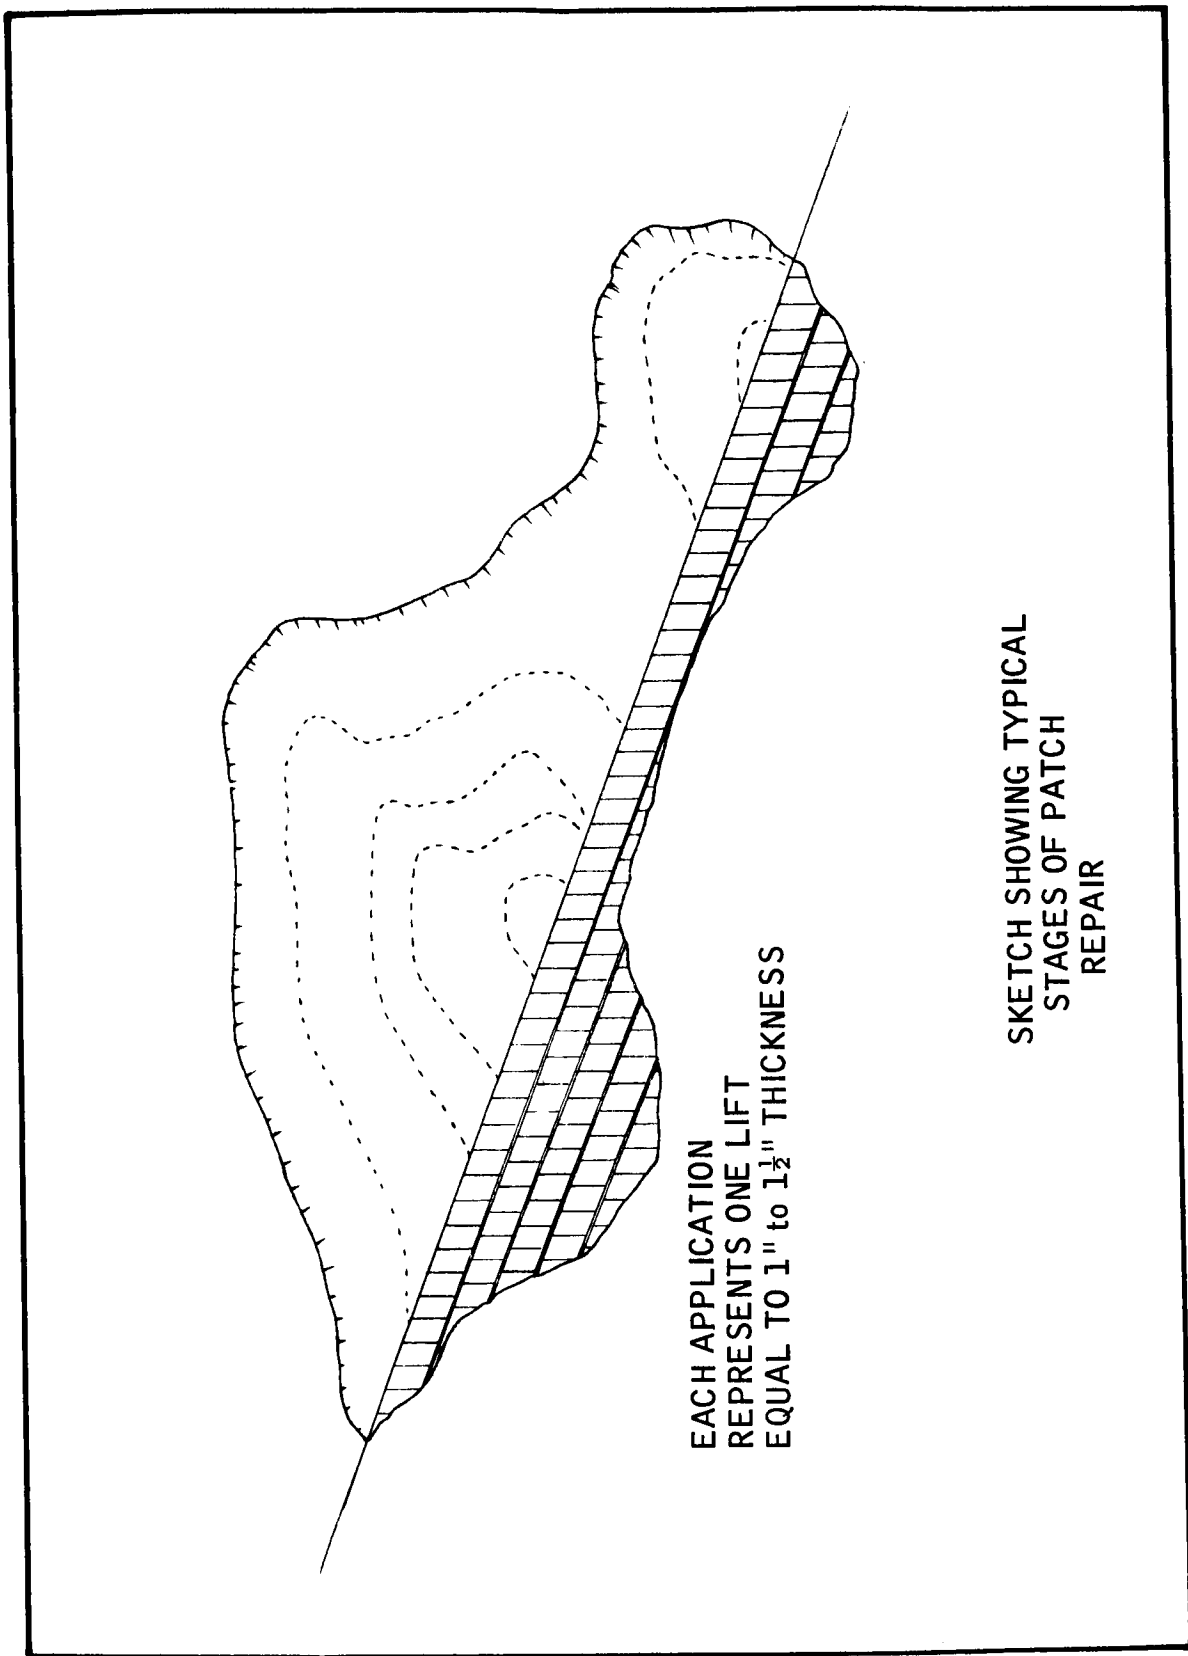 EACH APPLICATION
REPRESENTS ONE LIFT
EQUAL TO 1" to 1½" THICKNESS
SKETCH SHOWING TYPICAL
STAGES OF PATCH
REPAIR